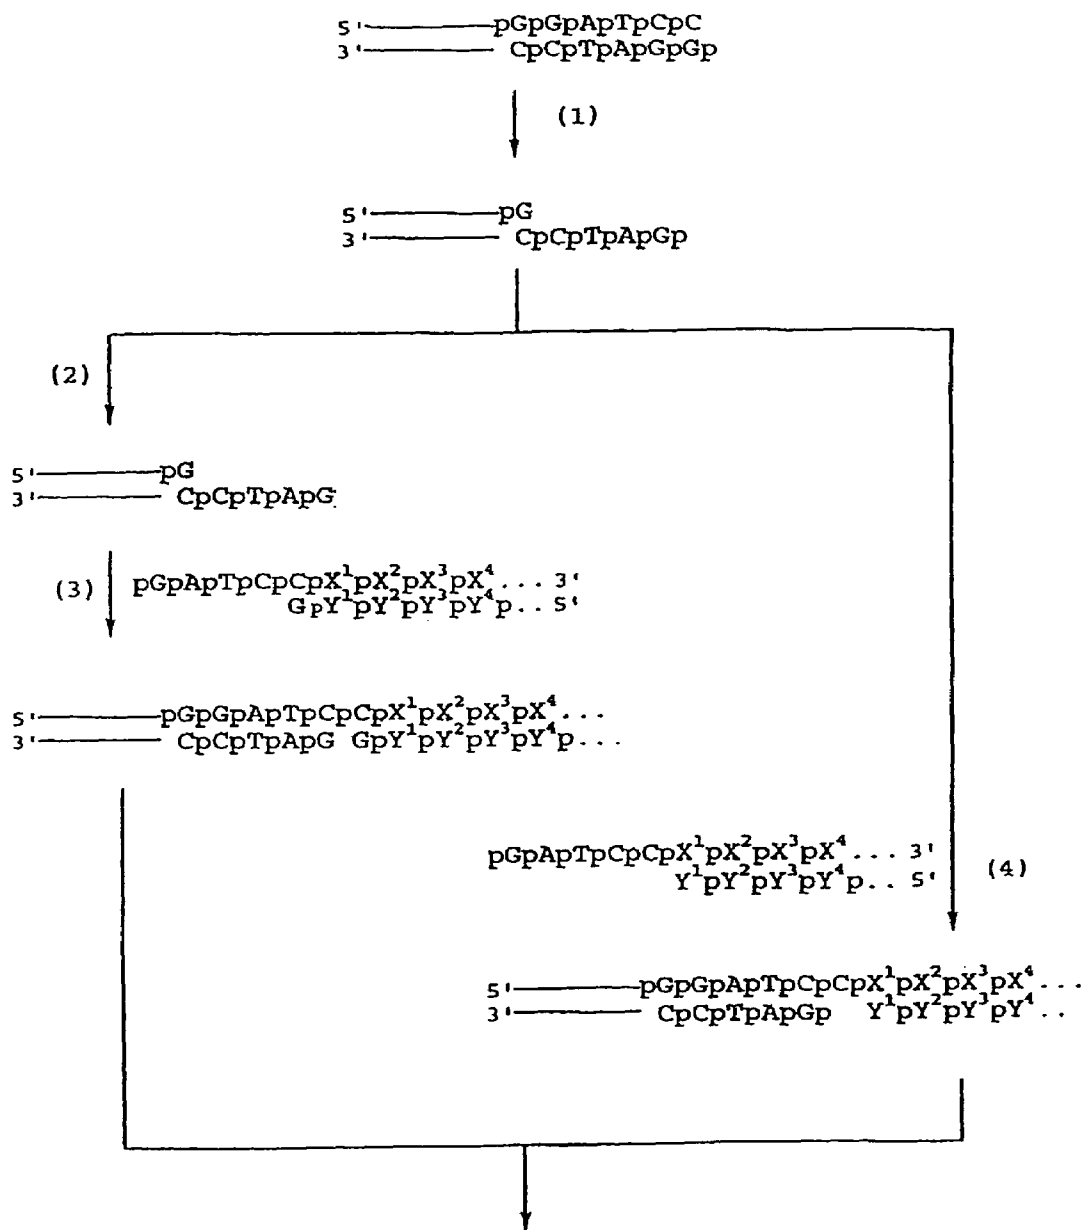 5' pGpGpApTpCpC
3' CpCpTpApGpGp
(1)
5' pG
3' CpCpTpApGp
(2)
5' pG
3' CpCpTpApG
(3)
pGpApTpCpCpX¹pX²pX³pX⁴... 3'
GpY¹pY²pY³pY⁴p.. 5'
5' pGpGpApTpCpCpX¹pX²pX³pX⁴...
3' CpCpTpApG GpY¹pY²pY³pY⁴p...
pGpApTpCpCpX¹pX²pX³pX⁴... 3'
Y¹pY²pY³pY⁴p.. 5'
(4)
5' pGpGpApTpCpCpX¹pX²pX³pX⁴...
3' CpCpTpApGp Y¹pY²pY³pY⁴..